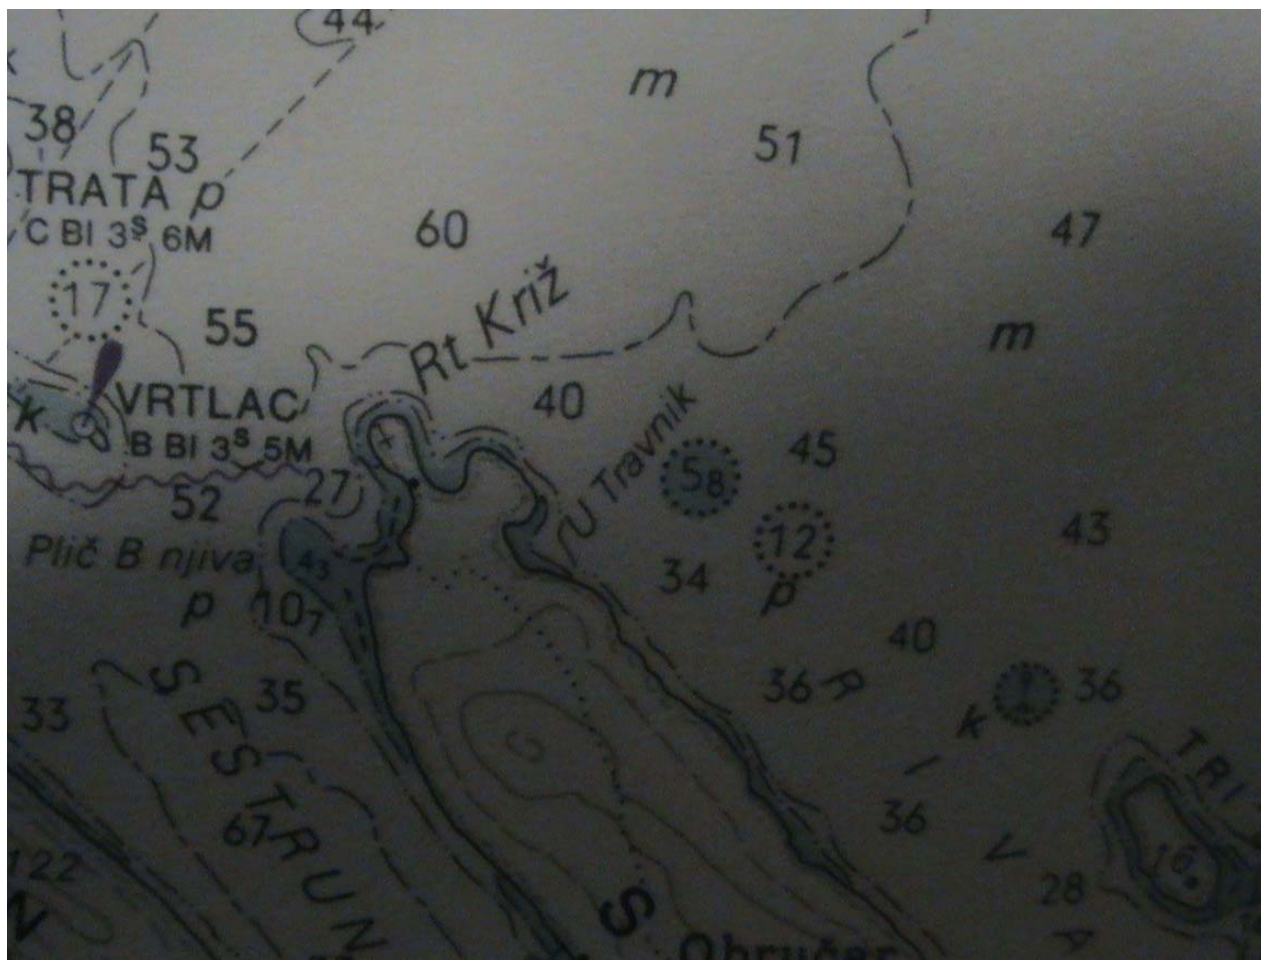 44
m
38
53
51
TRATA p
C Bl 3ˢ 6M
60
47
17
55
Rt Križ
m
VRTLAC
k
40
B Bl 3ˢ 5M
U Travnik
45
5₈
27
52
12
43
Plič B njiva
4₃
34
p
p
10₇
40
36
R
36
k
35
33
SESTRUN
I
TRI
36
67
V
16
122
28
N
S
A